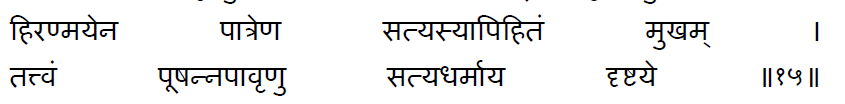 हिरण्मयेन पात्रेण सत्यस्यापिहितं मुखम् ।
तत्त्वं पूषन्नपावृणु सत्यधर्माय दृष्टये ॥१५॥